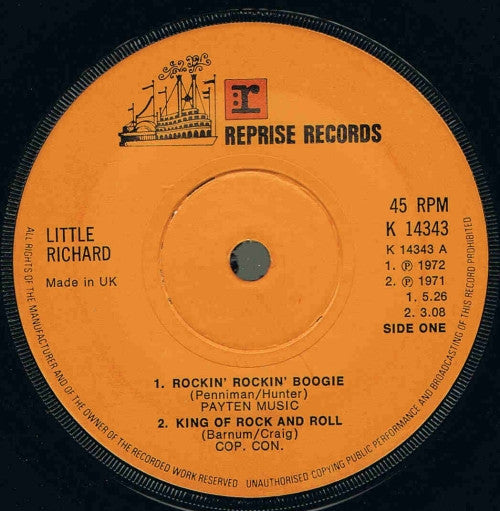 r
REPRISE RECORDS
LITTLE
RICHARD
Made in UK
45 RPM
K 14343
K 14343 A
1. ℗ 1972
2. ℗ 1971
1. 5.26
2. 3.08
SIDE ONE
1. ROCKIN' ROCKIN' BOOGIE
(Penniman/Hunter)
PAYTEN MUSIC
2. KING OF ROCK AND ROLL
(Barnum/Craig)
COP. CON.
ALL RIGHTS OF THE MANUFACTURER AND OF THE OWNER OF THE RECORDED WORK RESERVED
UNAUTHORISED COPYING PUBLIC PERFORMANCE AND BROADCASTING OF THIS RECORD PROHIBITED